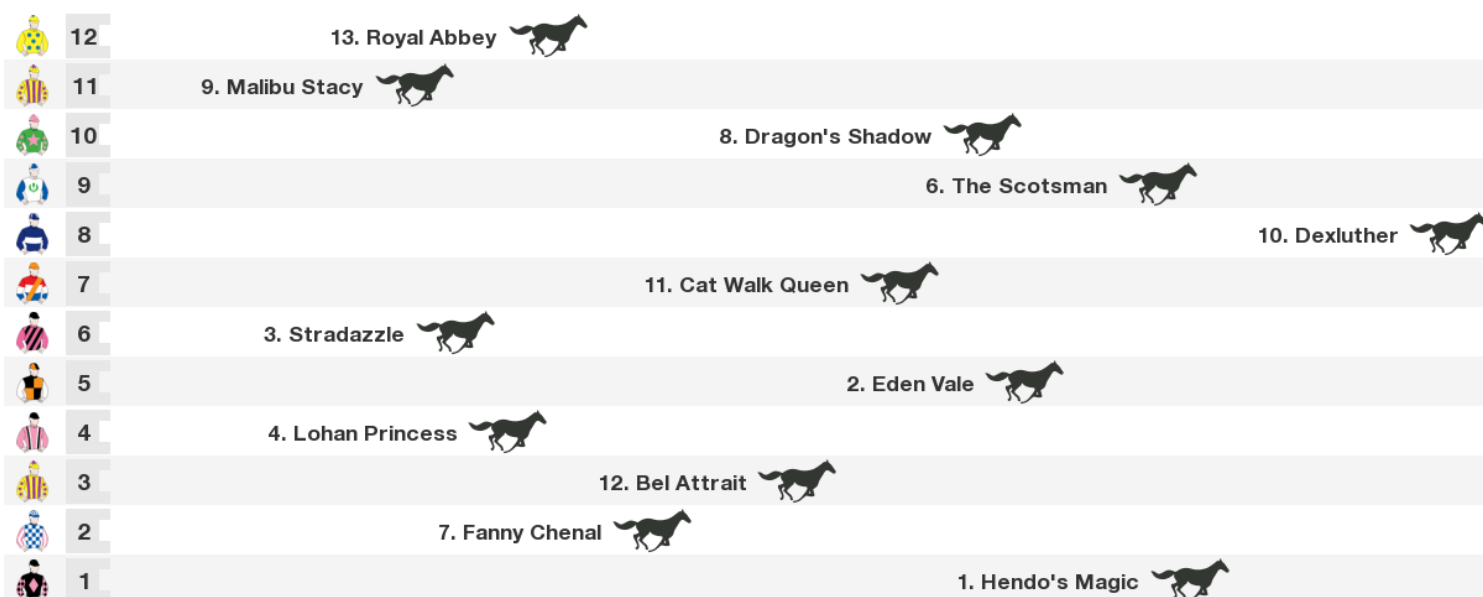 12 13. Royal Abbey
11 9. Malibu Stacy
10 8. Dragon's Shadow
9 6. The Scotsman
8 10. Dexluther
7 11. Cat Walk Queen
6 3. Stradazzle
5 2. Eden Vale
4 4. Lohan Princess
3 12. Bel Attrait
2 7. Fanny Chenal
1 1. Hendo's Magic